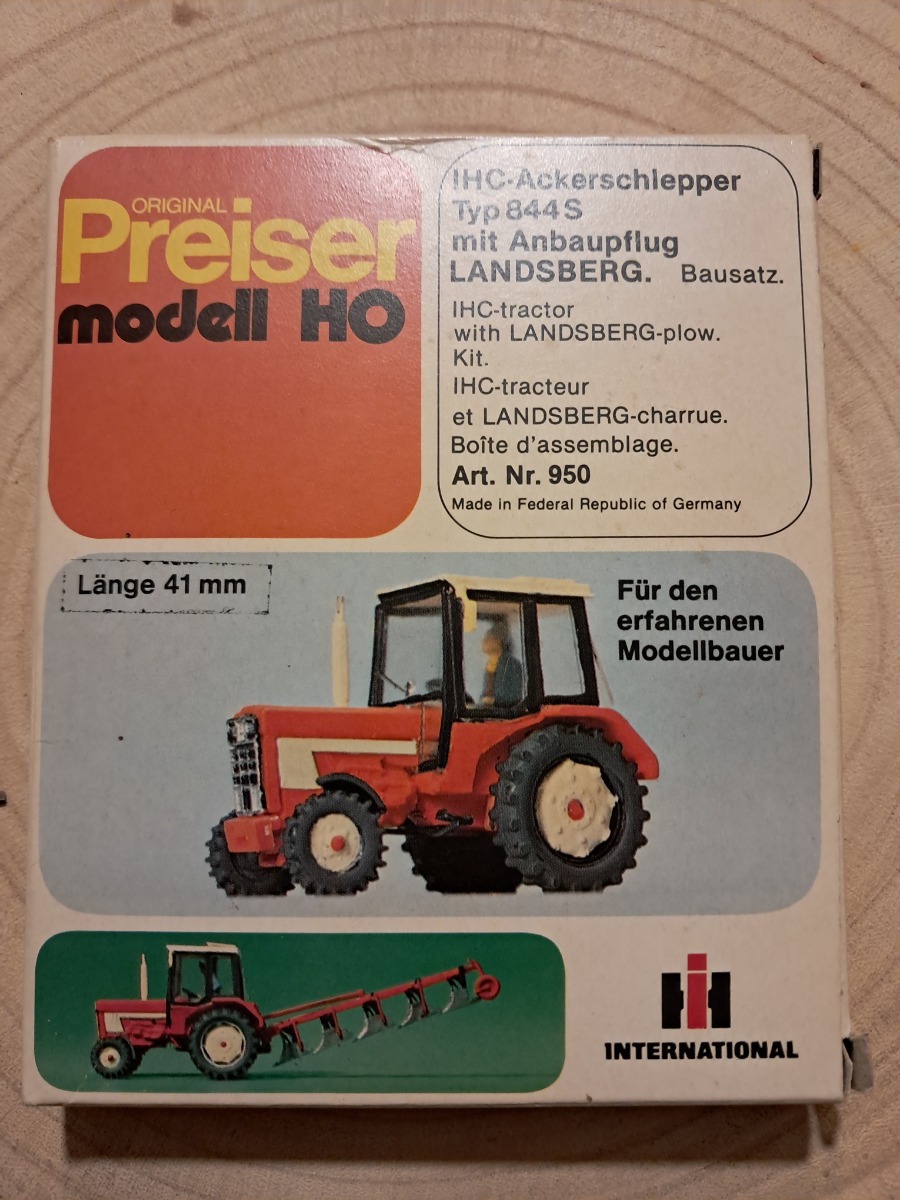 ORIGINAL
Preiser
modell HO
IHC-Ackerschlepper
Typ 844 S
mit Anbaupflug
LANDSBERG. Bausatz.
IHC-tractor
with LANDSBERG-plow.
Kit.
IHC-tracteur
et LANDSBERG-charrue.
Boîte d'assemblage.
Art. Nr. 950
Made in Federal Republic of Germany
Länge 41 mm
Für den
erfahrenen
Modellbauer
INTERNATIONAL